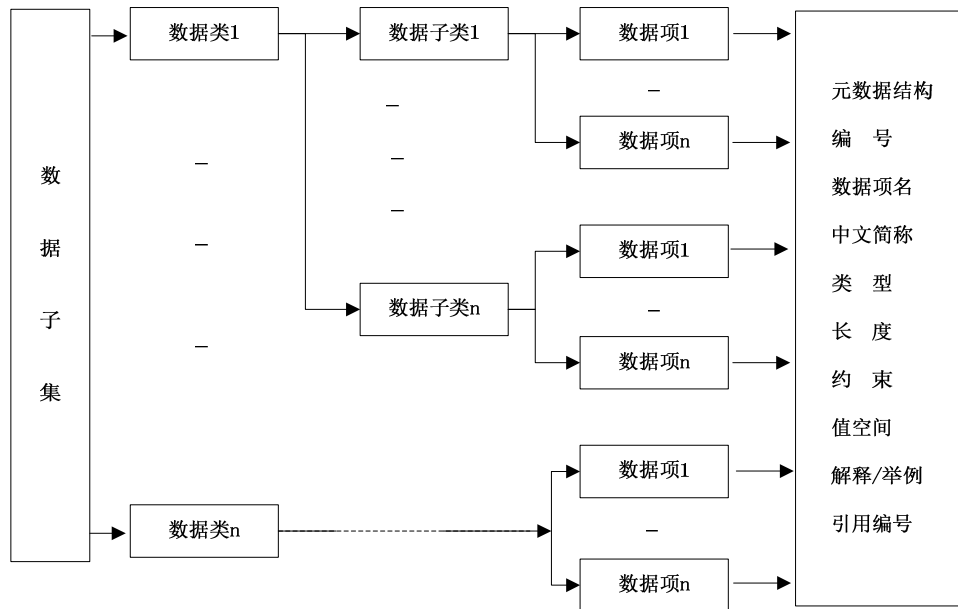 数据子集
数据类1
数据类n
数据子类1
数据子类n
数据项1
数据项n
数据项1
数据项n
数据项1
数据项n
元数据结构
编 号
数据项名
中文简称
类 型
长 度
约 束
值空间
解释/举例
引用编号